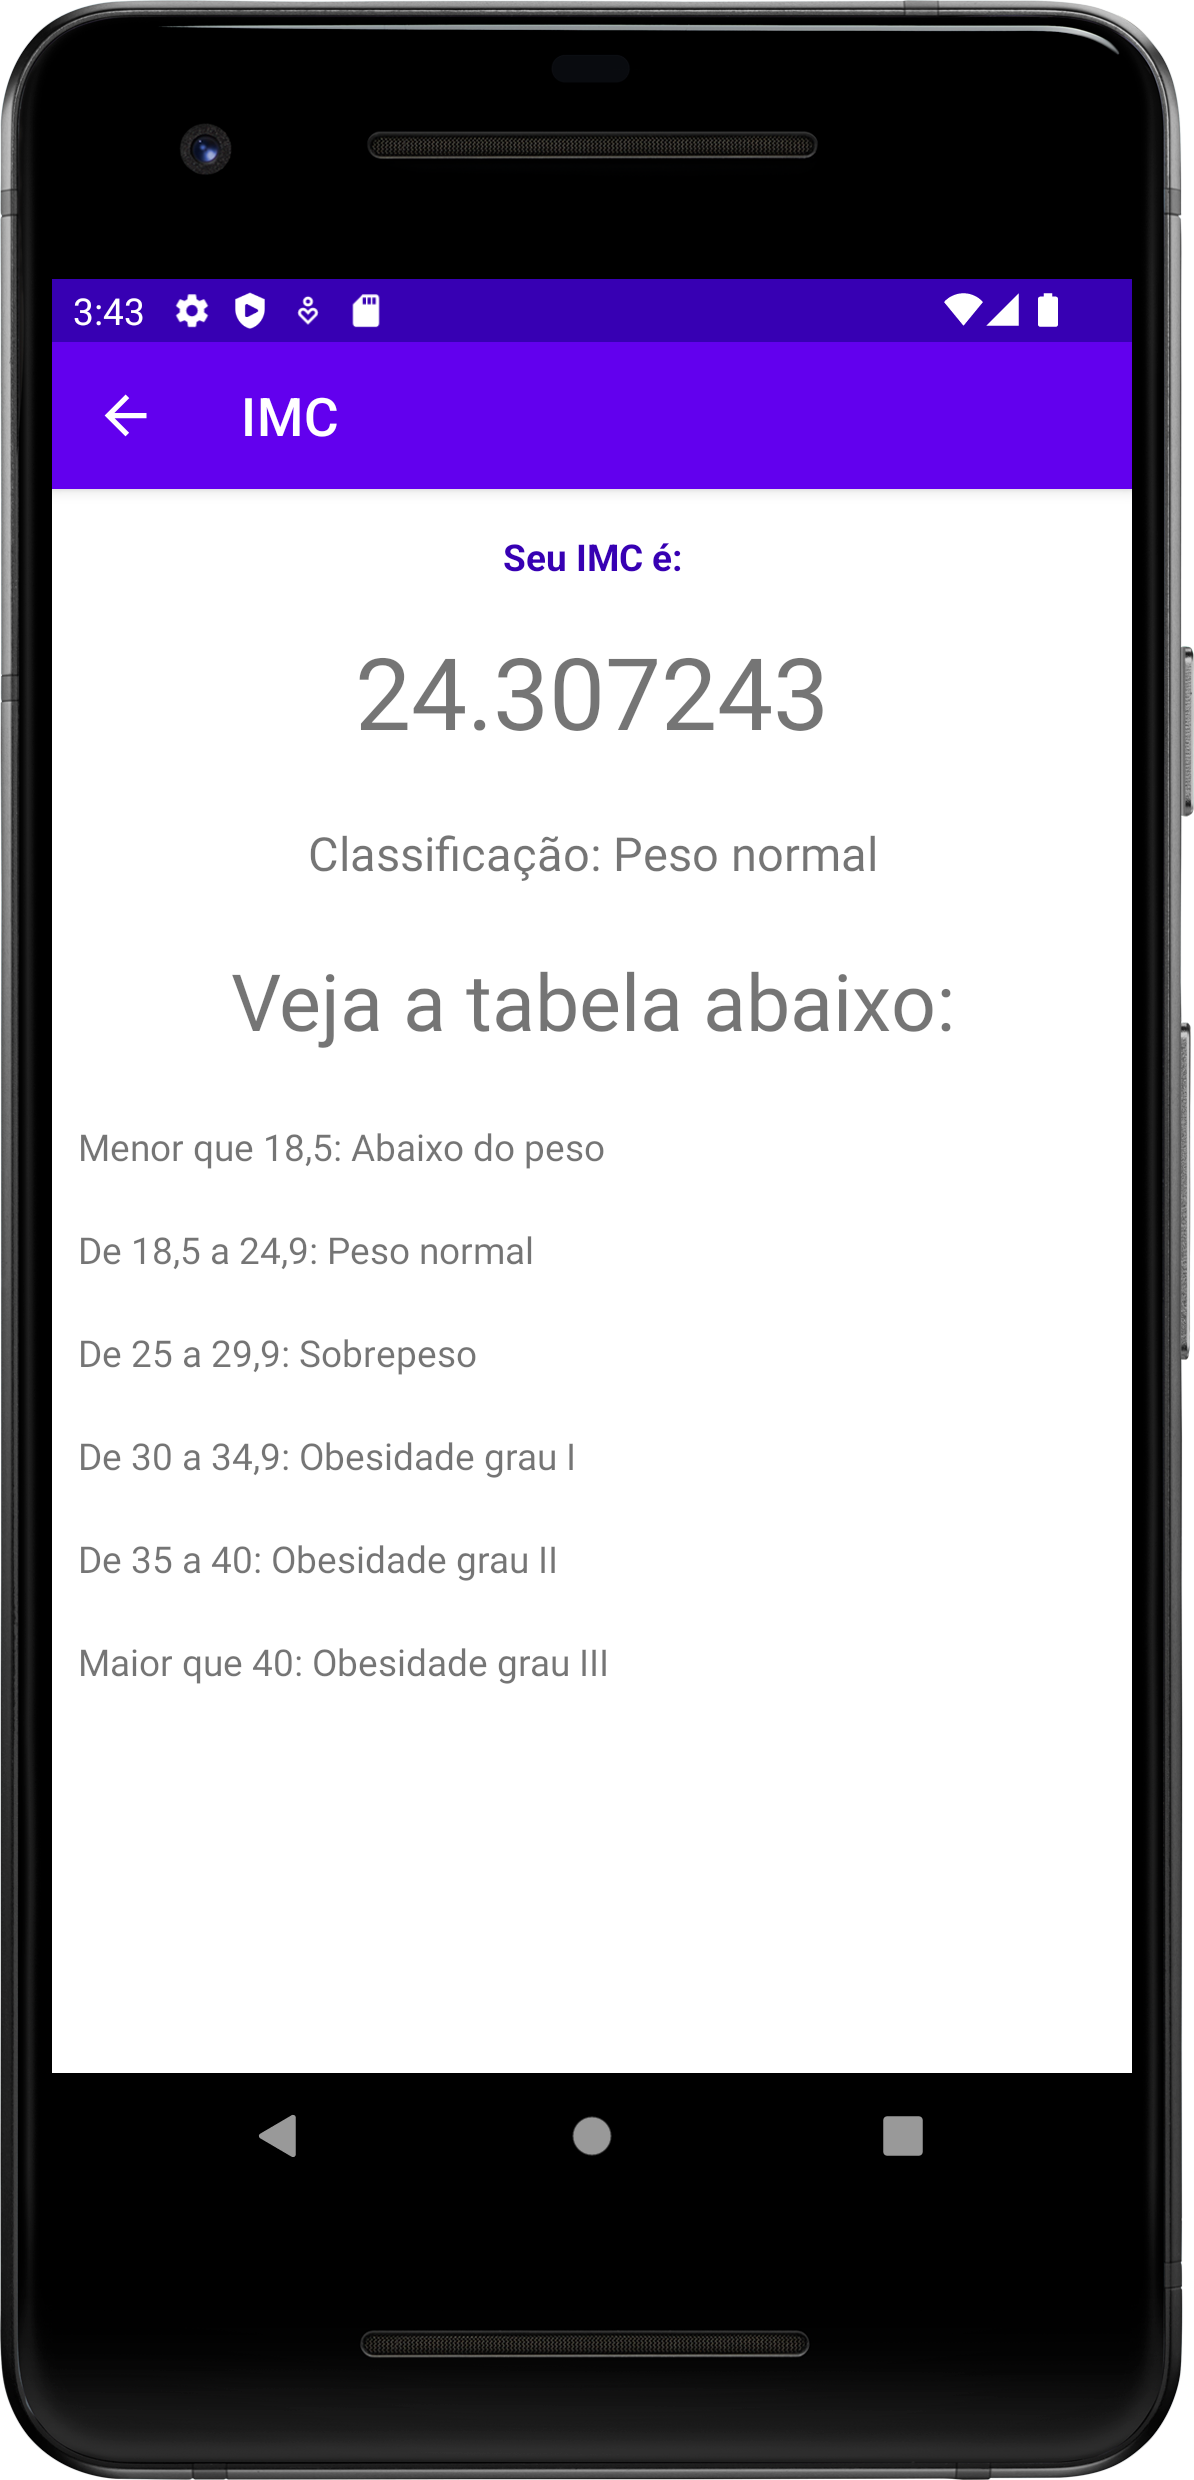 3:43
IMC
Seu IMC é:
24.307243
Classificação: Peso normal
Veja a tabela abaixo:
Menor que 18,5: Abaixo do peso
De 18,5 a 24,9: Peso normal
De 25 a 29,9: Sobrepeso
De 30 a 34,9: Obesidade grau I
De 35 a 40: Obesidade grau II
Maior que 40: Obesidade grau III